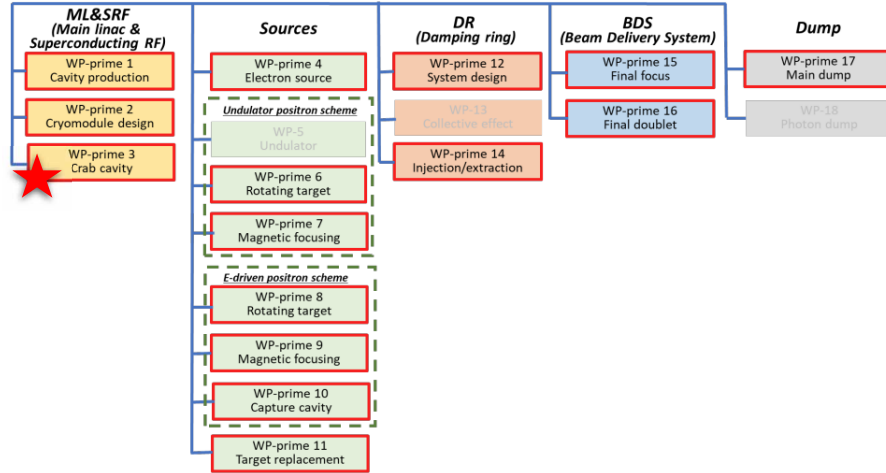 ML&SRF
(Main linac &
Superconducting RF)
WP-prime 1
Cavity production
WP-prime 2
Cryomodule design
WP-prime 3
Crab cavity
Sources
WP-prime 4
Electron source
Undulator positron scheme
WP-5
Undulator
WP-prime 6
Rotating target
WP-prime 7
Magnetic focusing
E-driven positron scheme
WP-prime 8
Rotating target
WP-prime 9
Magnetic focusing
WP-prime 10
Capture cavity
WP-prime 11
Target replacement
DR
(Damping ring)
WP-prime 12
System design
WP-13
Collective effect
WP-prime 14
Injection/extraction
BDS
(Beam Delivery System)
WP-prime 15
Final focus
WP-prime 16
Final doublet
Dump
WP-prime 17
Main dump
WP-18
Photon dump